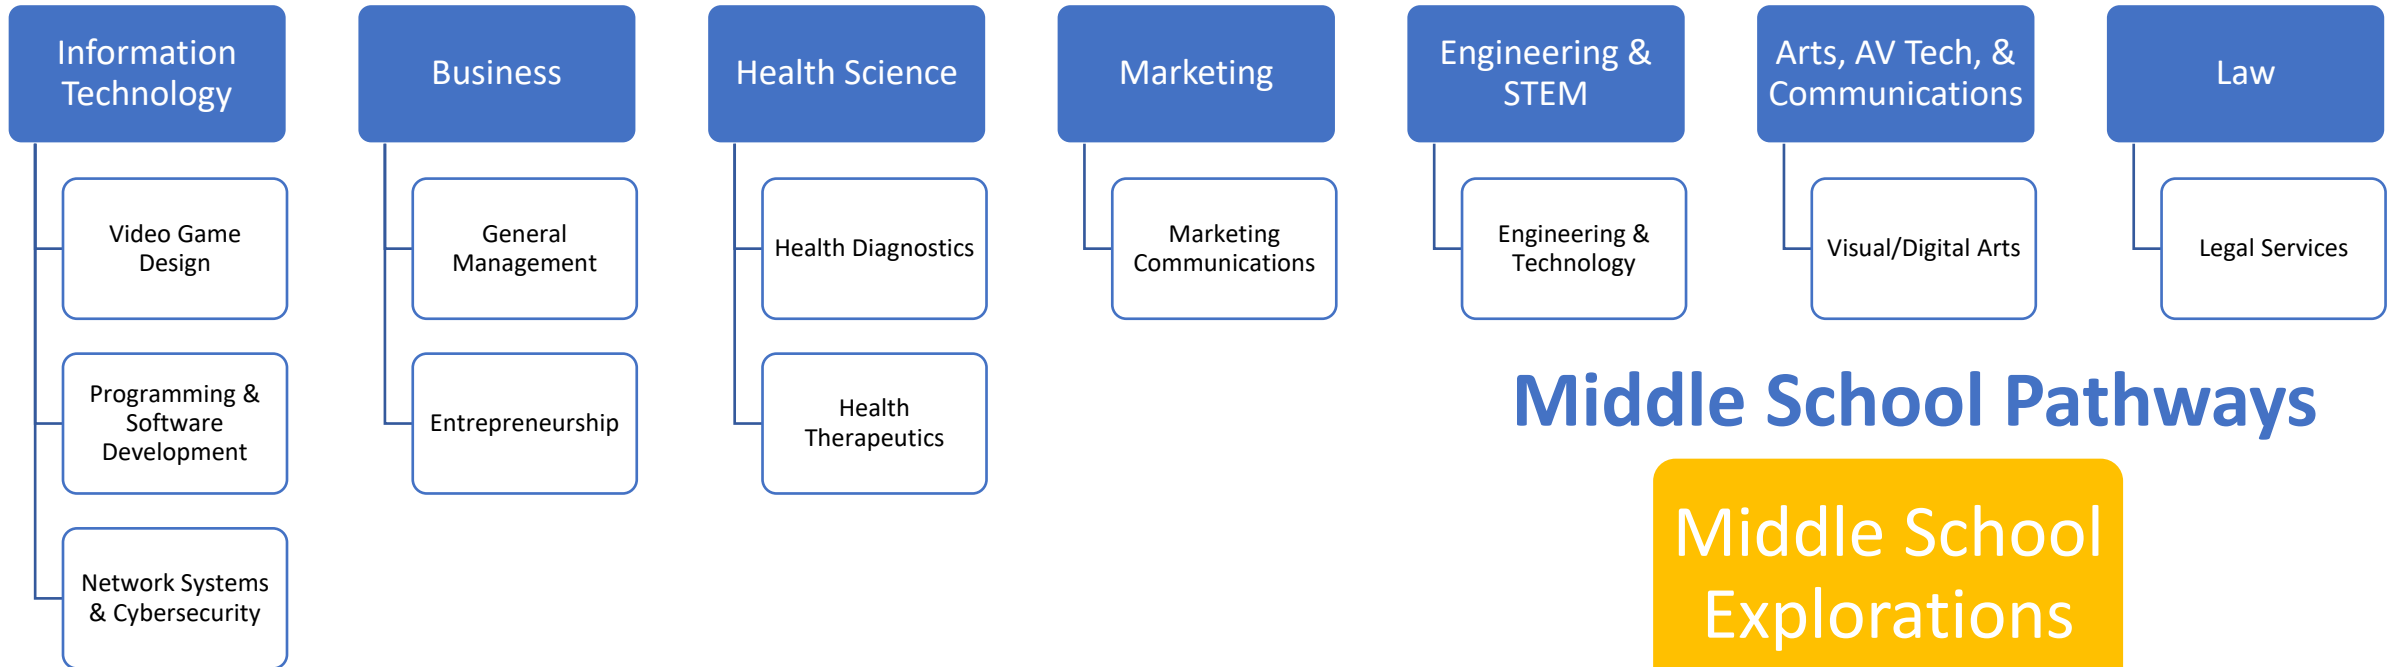 Information
Technology
Video Game
Design
Programming &
Software
Development
Network Systems
& Cybersecurity
Business
General
Management
Entrepreneurship
Health Science
Health Diagnostics
Health
Therapeutics
Marketing
Marketing
Communications
Engineering &
STEM
Engineering &
Technology
Arts, AV Tech, &
Communications
Visual/Digital Arts
Law
Legal Services
Middle School Pathways
Middle School
Explorations